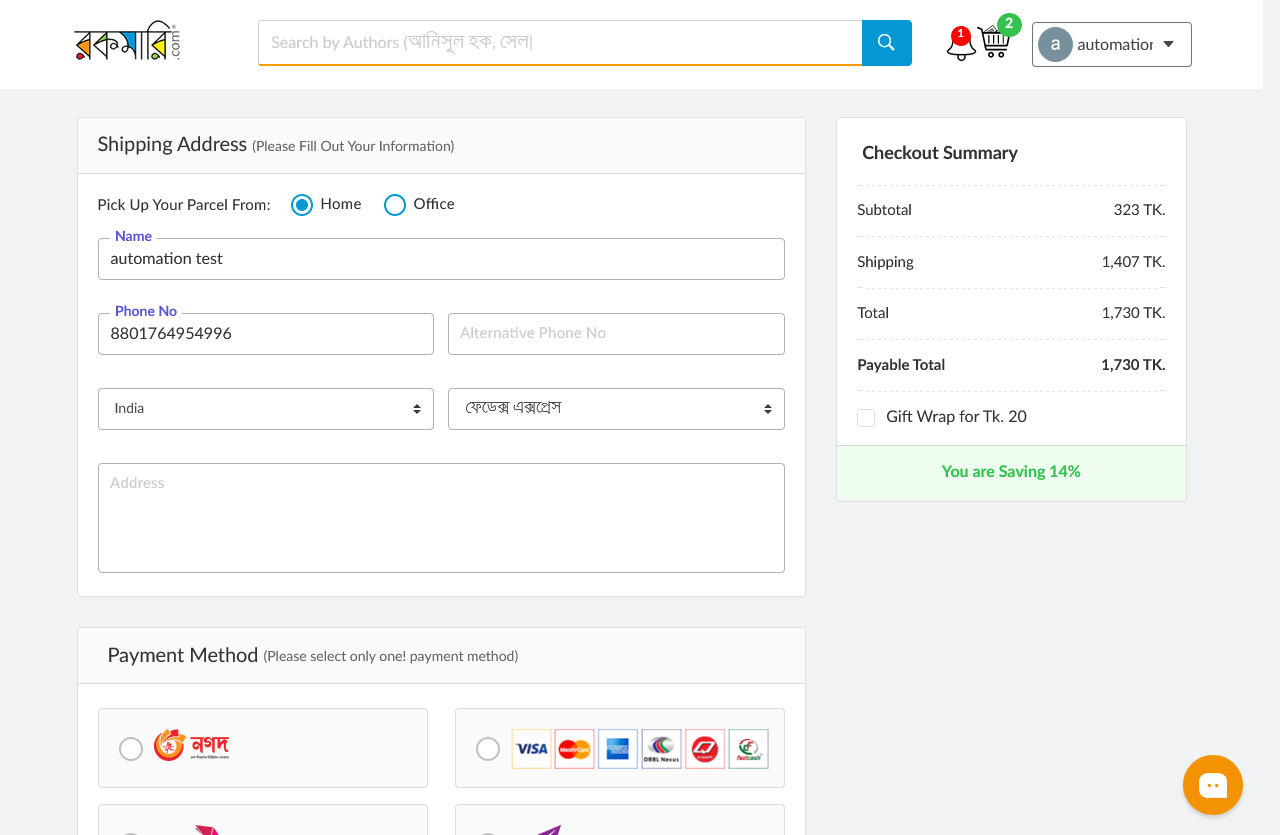 রকমারি.com
Search by Authors (আনিসুল হক, সেল|
1
2
a automation
Shipping Address (Please Fill Out Your Information)
Pick Up Your Parcel From: Home Office
Name
automation test
Phone No
8801764954996
Alternative Phone No
India
ফেডেক্স এক্সপ্রেস
Address
Payment Method (Please select only one! payment method)
নগদ
VISA MasterCard DBBL Nexus fastcash
Checkout Summary
Subtotal 323 TK.
Shipping 1,407 TK.
Total 1,730 TK.
Payable Total 1,730 TK.
Gift Wrap for Tk. 20
You are Saving 14%